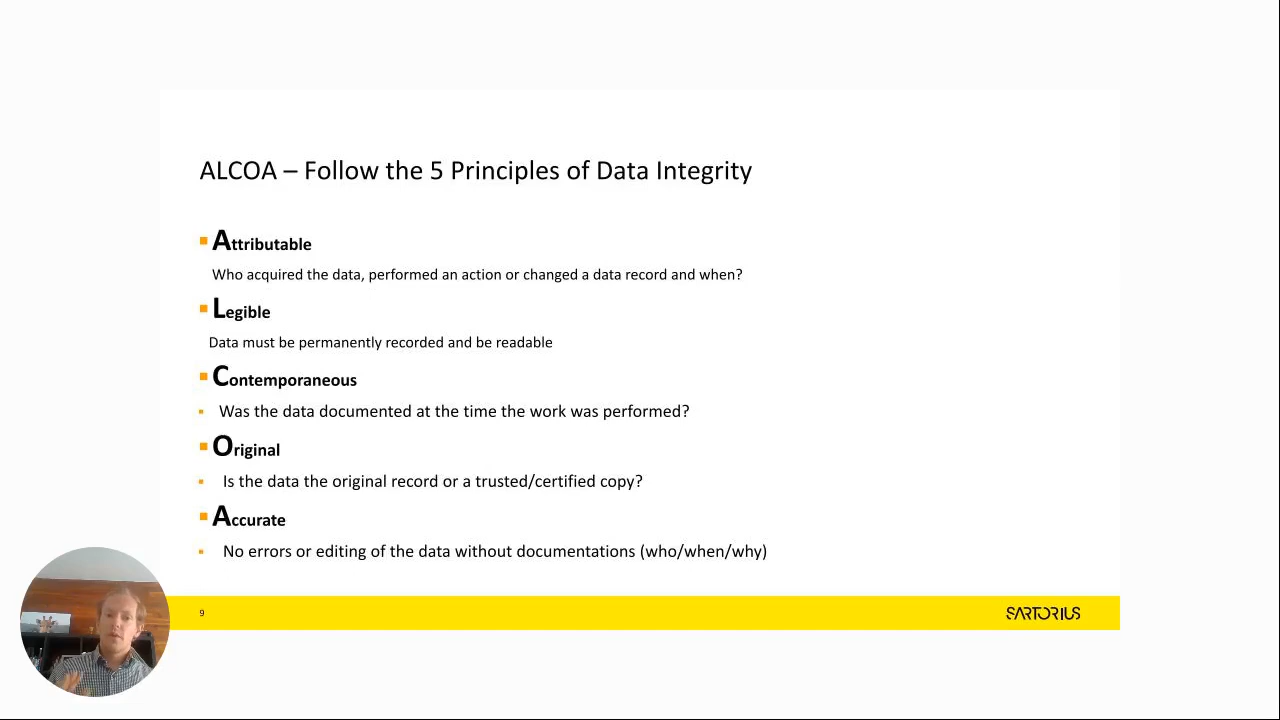 ALCOA – Follow the 5 Principles of Data Integrity
Attributable
Who acquired the data, performed an action or changed a data record and when?
Legible
Data must be permanently recorded and be readable
Contemporaneous
Was the data documented at the time the work was performed?
Original
Is the data the original record or a trusted/certified copy?
Accurate
No errors or editing of the data without documentations (who/when/why)
9
SARTORIUS